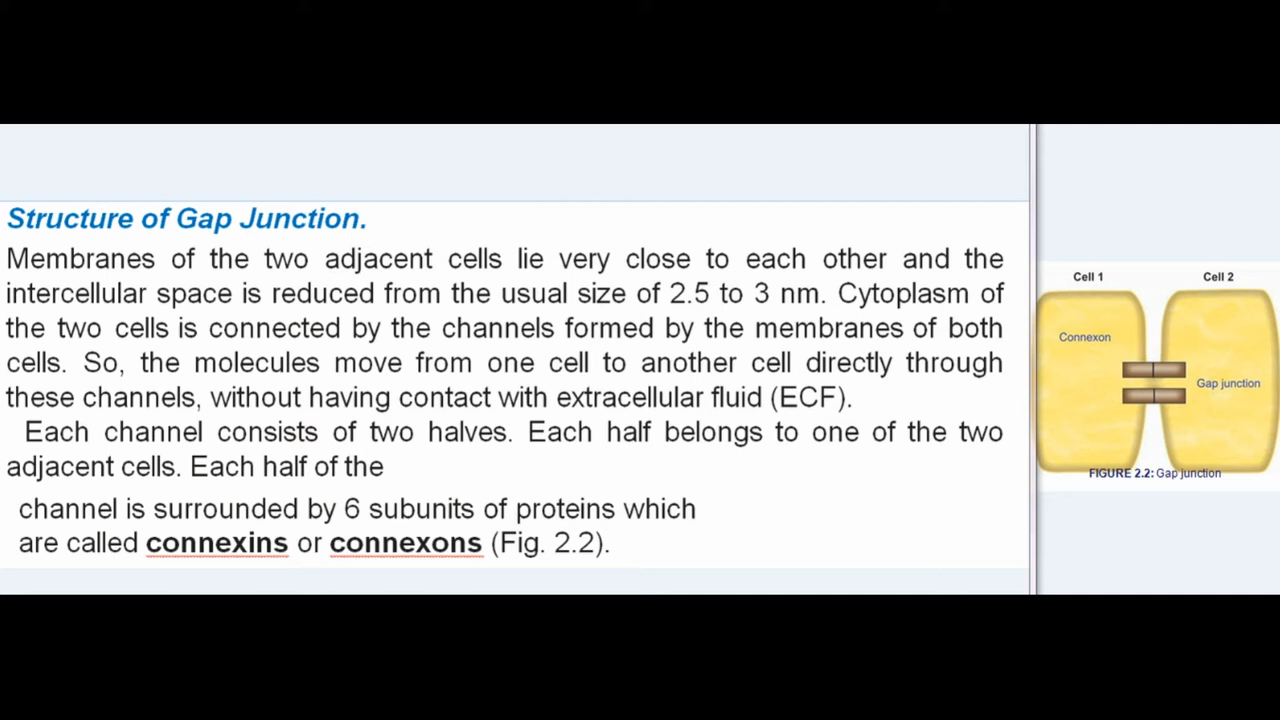 Structure of Gap Junction.
Membranes of the two adjacent cells lie very close to each other and the
intercellular space is reduced from the usual size of 2.5 to 3 nm. Cytoplasm of
the two cells is connected by the channels formed by the membranes of both
cells. So, the molecules move from one cell to another cell directly through
these channels, without having contact with extracellular fluid (ECF).
Each channel consists of two halves. Each half belongs to one of the two
adjacent cells. Each half of the
channel is surrounded by 6 subunits of proteins which
are called connexins or connexons (Fig. 2.2).
Cell 1
Cell 2
Connexon
Gap junction
FIGURE 2.2: Gap junction